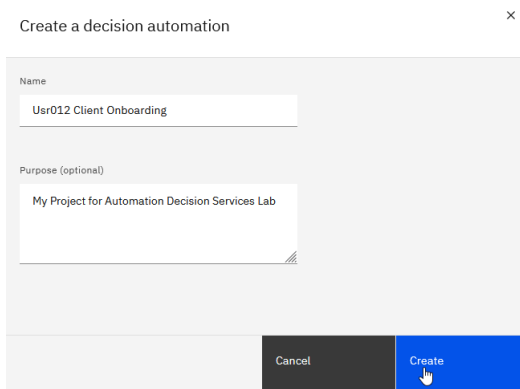 Create a decision automation
Name
Usr012 Client Onboarding
Purpose (optional)
My Project for Automation Decision Services Lab
Cancel
Create